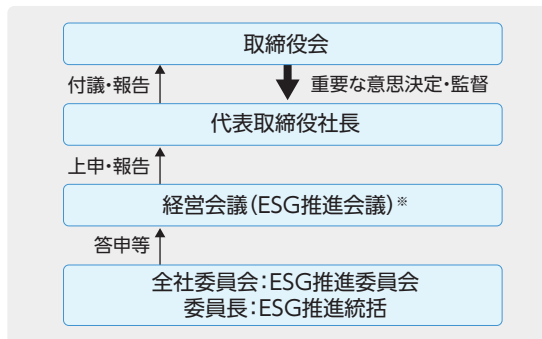 取締役会
付議・報告
重要な意思決定・監督
代表取締役社長
上申・報告
経営会議（ESG推進会議）※
答申等
全社委員会：ESG推進委員会
委員長：ESG推進統括